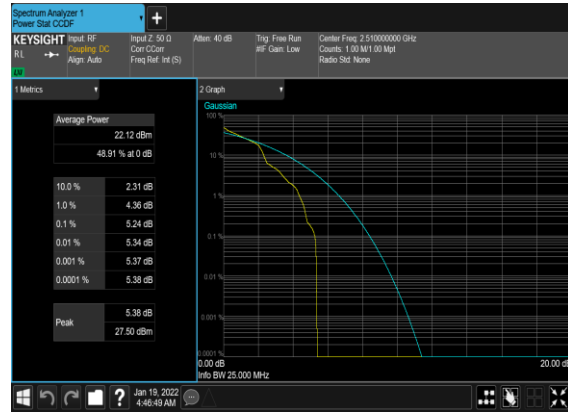 Spectrum Analyzer 1
Power Stat CCDF
+
KEYSIGHT Input: RF
R L Coupling: DC
Align: Auto
Input Z: 50 Ω
Corr CCorr
Freq Ref: Int (S)
Atten: 40 dB
Trig: Free Run
#IF Gain: Low
Center Freq: 2.510000000 GHz
Counts: 1.00 M/1.00 Mpt
Radio Std: None
1 Metrics
Average Power
22.12 dBm
48.91 % at 0 dB
10.0 % 2.31 dB
1.0 % 4.36 dB
0.1 % 5.24 dB
0.01 % 5.34 dB
0.001 % 5.37 dB
0.0001 % 5.38 dB
Peak 5.38 dB
27.50 dBm
2 Graph
Gaussian
100 %
10 %
1 %
0.1 %
0.01 %
0.001 %
0.0001 %
0.00 dB 20.00 dB
Info BW 25.000 MHz
? Jan 19, 2022
4:46:49 AM